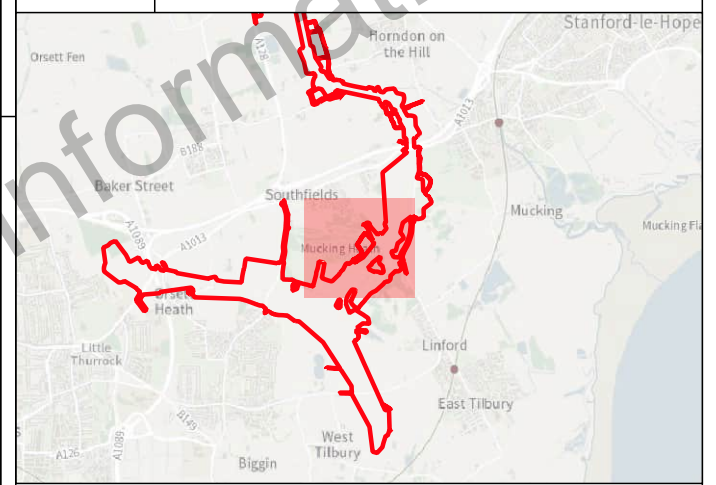 Stanford-le-Hope
Horndon on
the Hill
Orsett Fen
A128
A1013
B188
informati
Baker Street
Southfields
Mucking
Mucking Fla
A1089
A1013
Mucking Heath
Orsett
Heath
Linford
Little
Thurrock
East Tilbury
B149
A1089
A126
West
Tilbury
Biggin